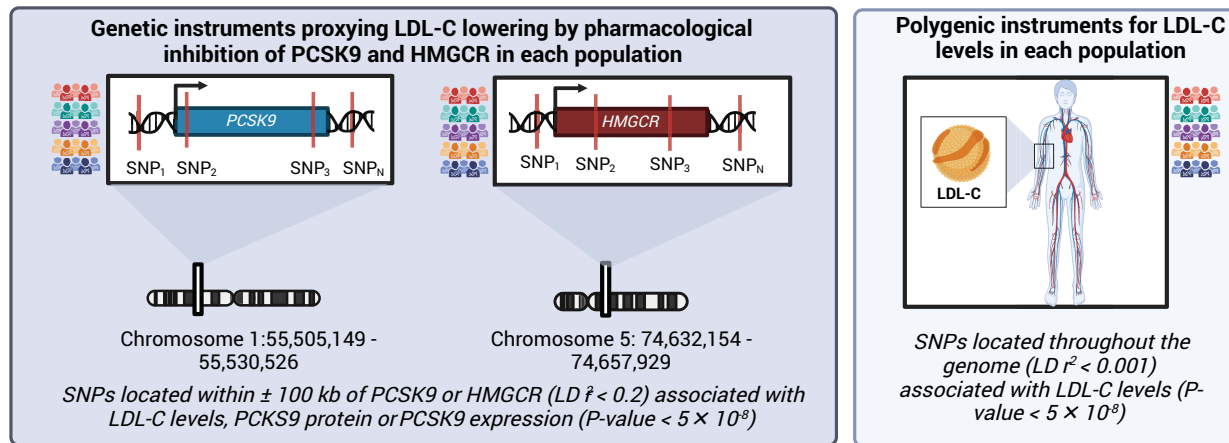 Genetic instruments proxying LDL-C lowering by pharmacological
inhibition of PCSK9 and HMGCR in each population
PCSK9
SNP₁ SNP₂ SNP₃ SNPN
HMGCR
SNP₁ SNP₂ SNP₃ SNPN
Chromosome 1:55,505,149 -
55,530,526
Chromosome 5: 74,632,154 -
74,657,929
SNPs located within ± 100 kb of PCSK9 or HMGCR (LD r² < 0.2) associated with
LDL-C levels, PCKS9 protein or PCSK9 expression (P-value < 5 × 10⁻⁸)
Polygenic instruments for LDL-C
levels in each population
LDL-C
SNPs located throughout the
genome (LD r² < 0.001)
associated with LDL-C levels (P-
value < 5 × 10⁻⁸)